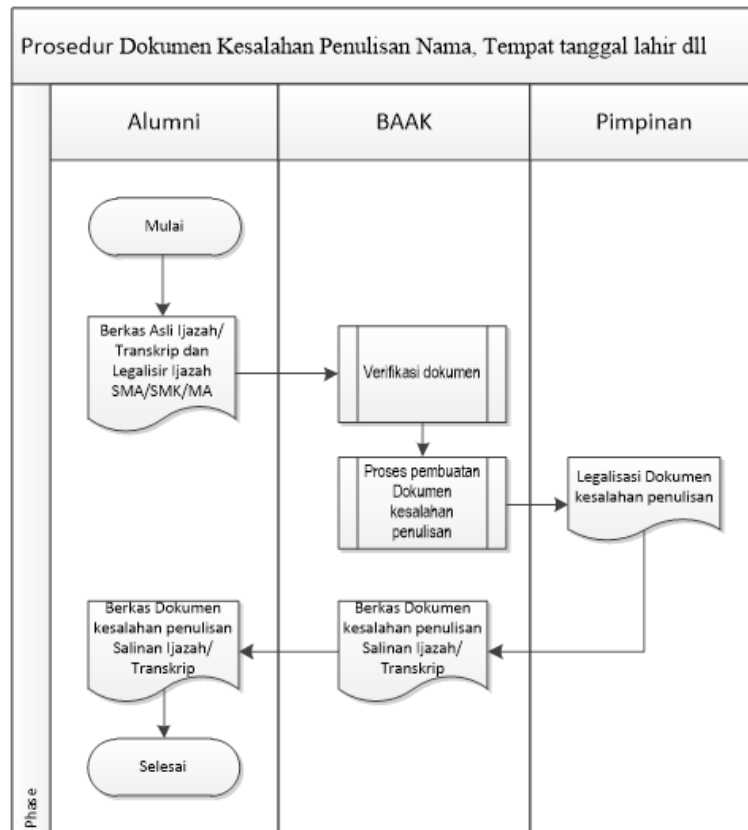 Prosedur Dokumen Kesalahan Penulisan Nama, Tempat tanggal lahir dll
Alumni
BAAK
Pimpinan
Mulai
Berkas Asli Ijazah/
Transkrip dan
Legalisir Ijazah
SMA/SMK/MA
Verifikasi dokumen
Proses pembuatan
Dokumen
kesalahan
penulisan
Legalisasi Dokumen
kesalahan penulisan
Berkas Dokumen
kesalahan penulisan
Salinan Ijazah/
Transkrip
Berkas Dokumen
kesalahan penulisan
Salinan Ijazah/
Transkrip
Selesai
Phase